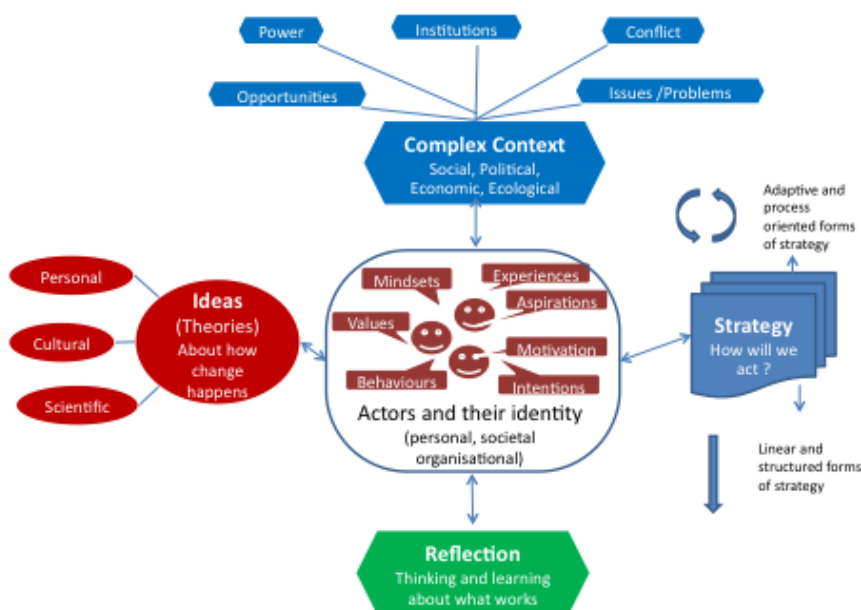 Power
Institutions
Conflict
Opportunities
Issues /Problems
Complex Context
Social, Political,
Economic, Ecological
Adaptive and
process
oriented forms
of strategy
Personal
Cultural
Scientific
Ideas
(Theories)
About how
change
happens
Mindsets
Experiences
Aspirations
Values
Motivation
Behaviours
Intentions
Actors and their identity
(personal, societal
organisational)
Strategy
How will we
act ?
Linear and
structured forms
of strategy
Reflection
Thinking and learning
about what works